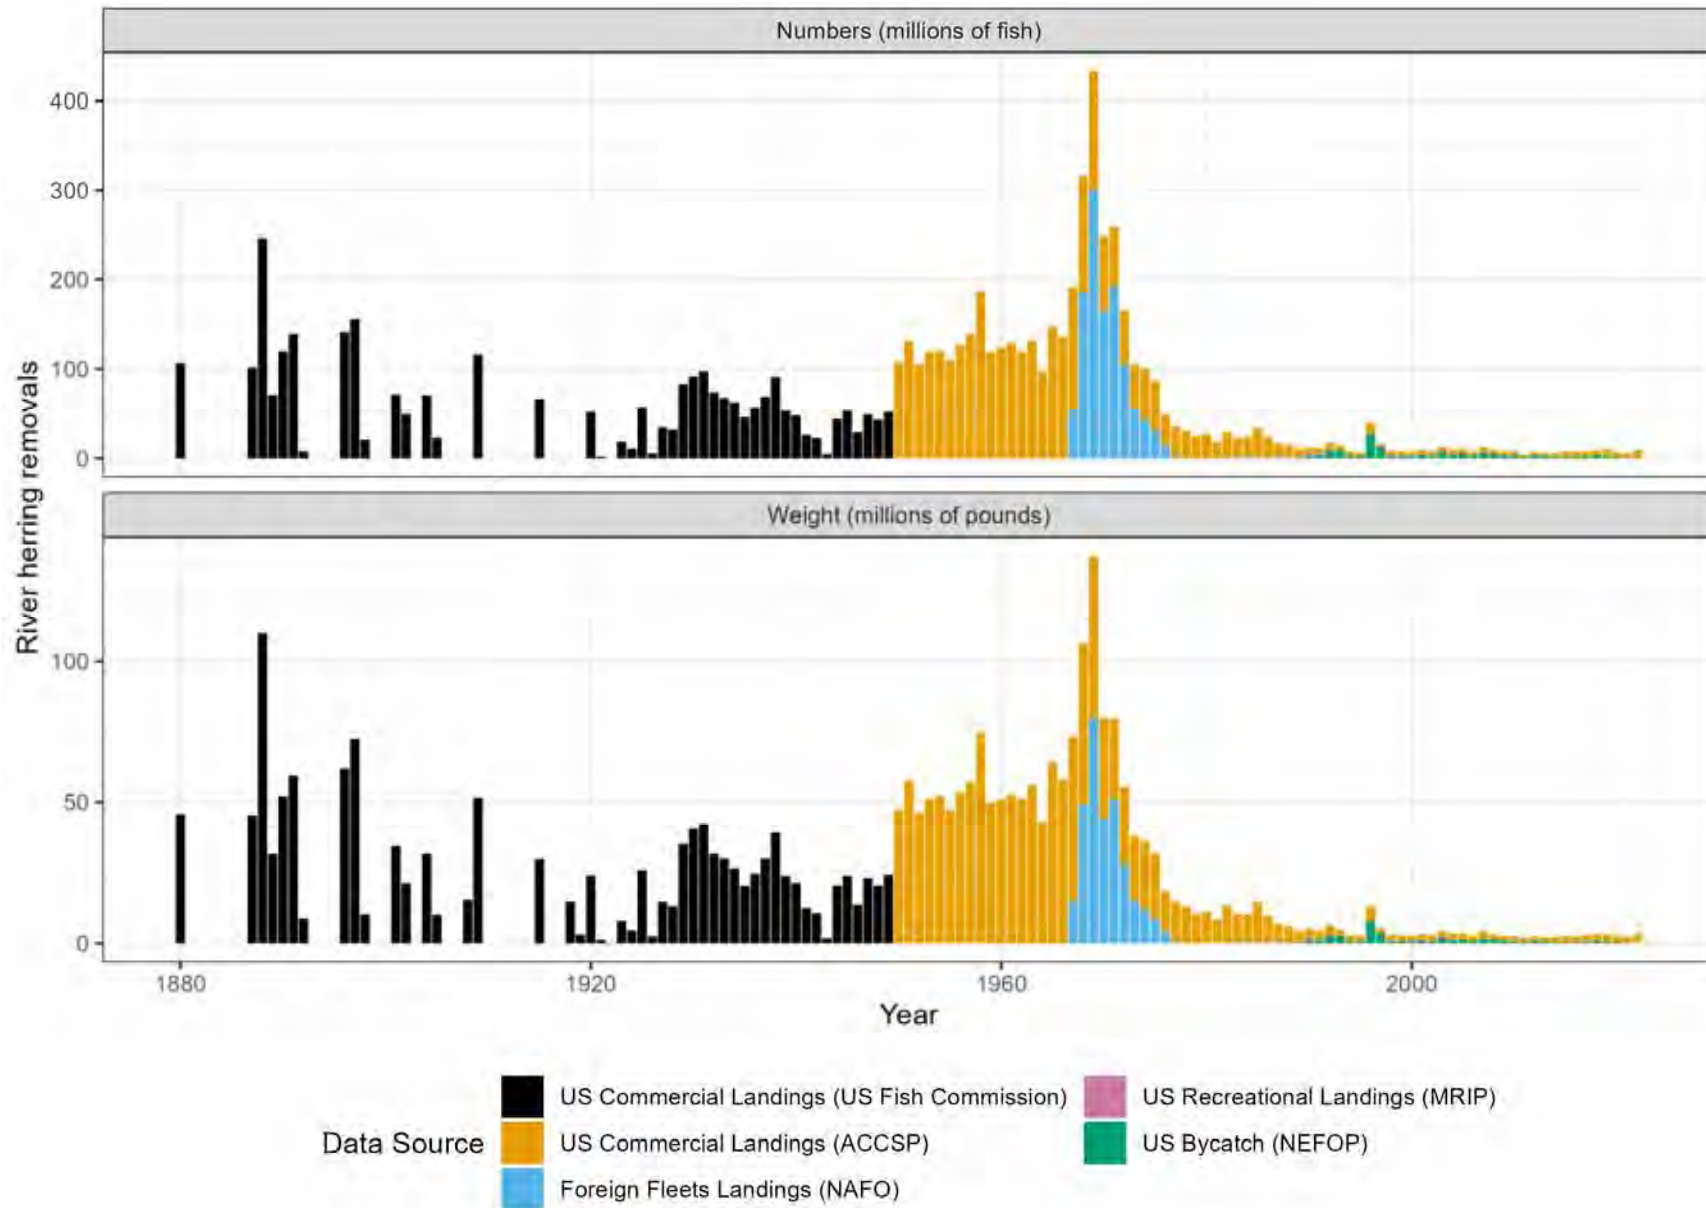 Numbers (millions of fish)
400
300
200
100
0
River herring removals
Weight (millions of pounds)
100
50
0
1880 1920 1960 2000
Year
Data Source
US Commercial Landings (US Fish Commission)
US Commercial Landings (ACCSP)
Foreign Fleets Landings (NAFO)
US Recreational Landings (MRIP)
US Bycatch (NEFOP)